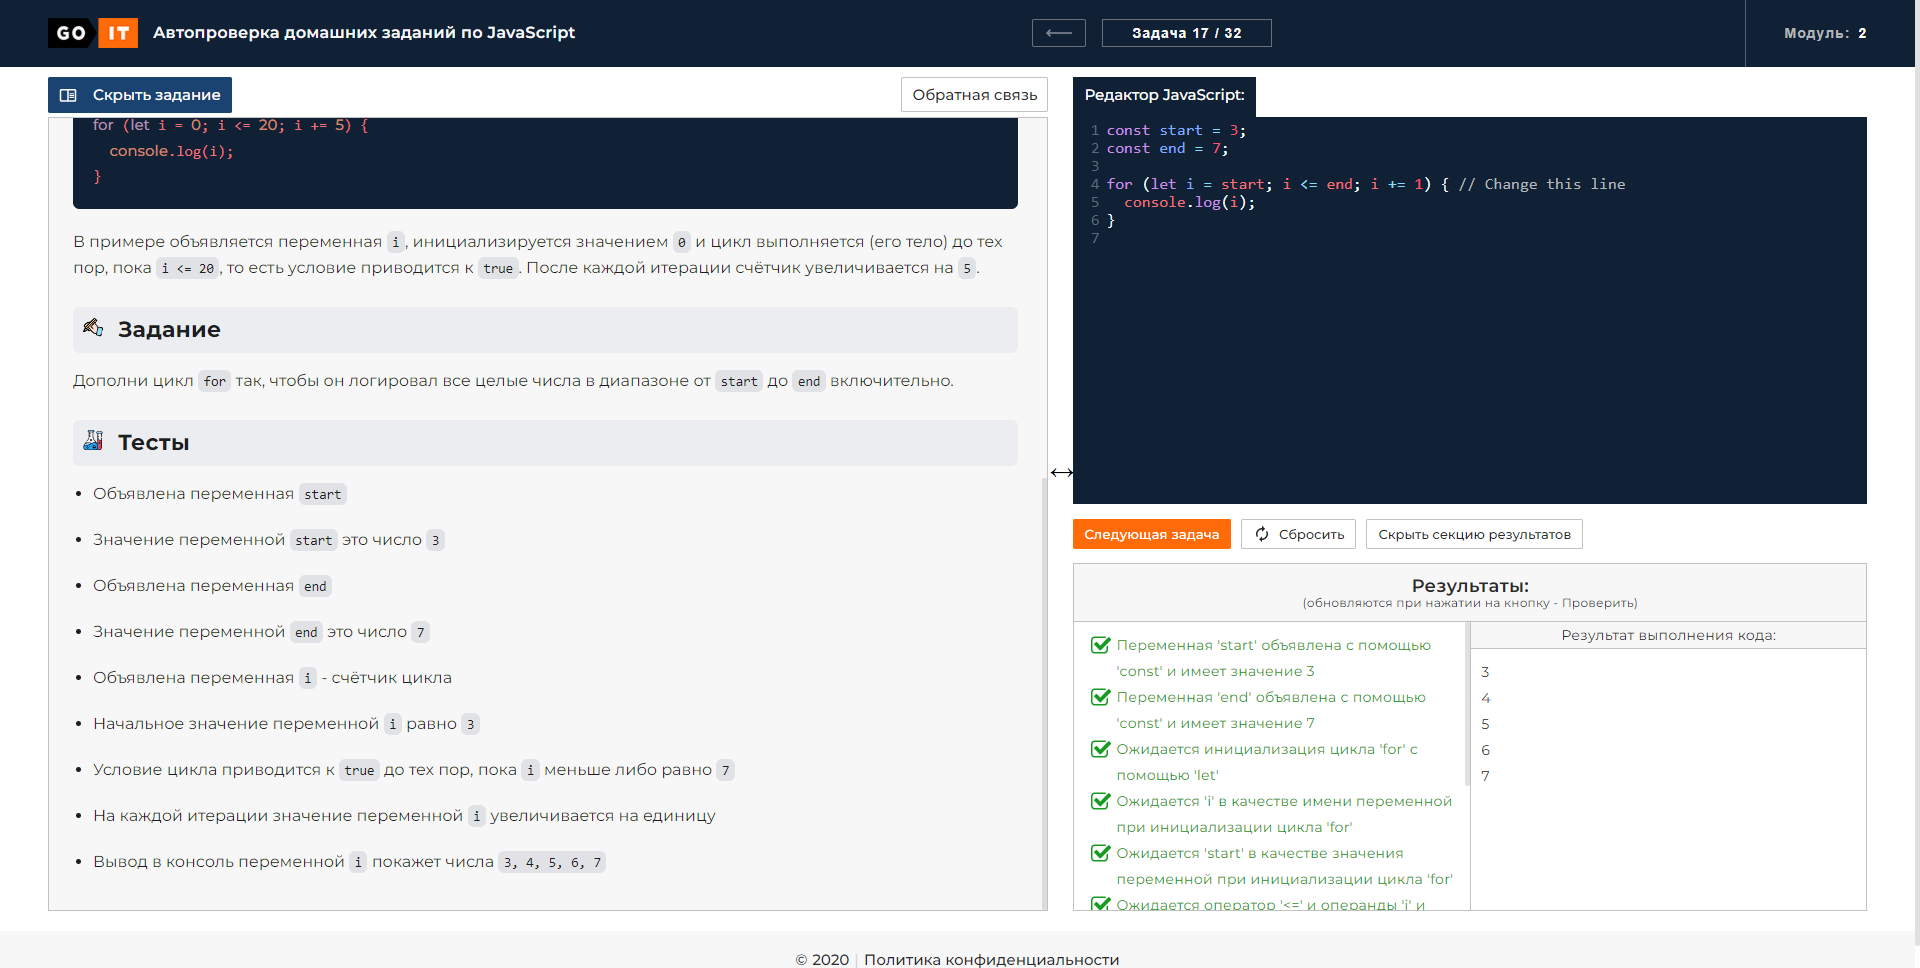 GO IT
Автопроверка домашних заданий по JavaScript
Задача 17 / 32
Модуль: 2
Скрыть задание
Обратная связь
for (let i = 0; i <= 20; i += 5) {
console.log(i);
}
В примере объявляется переменная i, инициализируется значением 0 и цикл выполняется (его тело) до тех
пор, пока i <= 20, то есть условие приводится к true. После каждой итерации счётчик увеличивается на 5.
Задание
Дополни цикл for так, чтобы он логировал все целые числа в диапазоне от start до end включительно.
Тесты
• Объявлена переменная start
• Значение переменной start это число 3
• Объявлена переменная end
• Значение переменной end это число 7
• Объявлена переменная i - счётчик цикла
• Начальное значение переменной i равно 3
• Условие цикла приводится к true до тех пор, пока i меньше либо равно 7
• На каждой итерации значение переменной i увеличивается на единицу
• Вывод в консоль переменной i покажет числа 3, 4, 5, 6, 7
Редактор JavaScript:
1 const start = 3;
2 const end = 7;
3
4 for (let i = start; i <= end; i += 1) { // Change this line
5 console.log(i);
6 }
7
Следующая задача
Сбросить
Скрыть секцию результатов
Результаты:
(обновляются при нажатии на кнопку - Проверить)
Переменная 'start' объявлена с помощью
'const' и имеет значение 3
Переменная 'end' объявлена с помощью
'const' и имеет значение 7
Ожидается инициализация цикла 'for' с
помощью 'let'
Ожидается 'i' в качестве имени переменной
при инициализации цикла 'for'
Ожидается 'start' в качестве значения
переменной при инициализации цикла 'for'
Ожидается оператор '<=' и операнды 'i' и
Результат выполнения кода:
3
4
5
6
7
© 2020 | Политика конфиденциальности